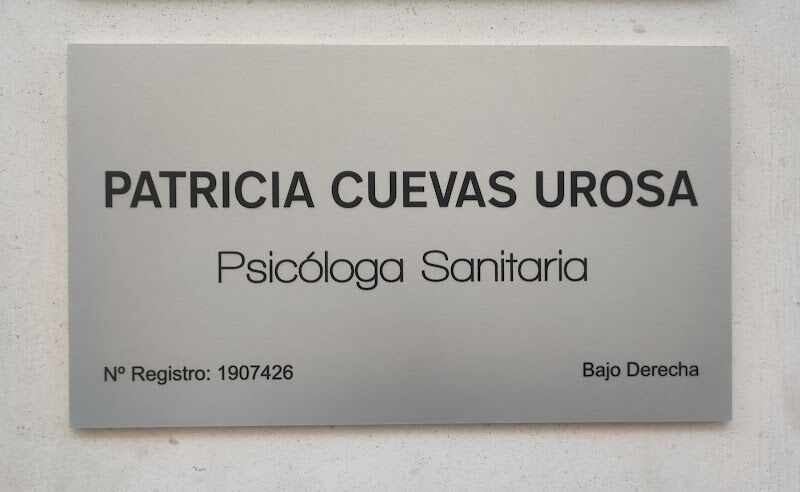 PATRICIA CUEVAS UROSA
Psicóloga Sanitaria
Nº Registro: 1907426 Bajo Derecha